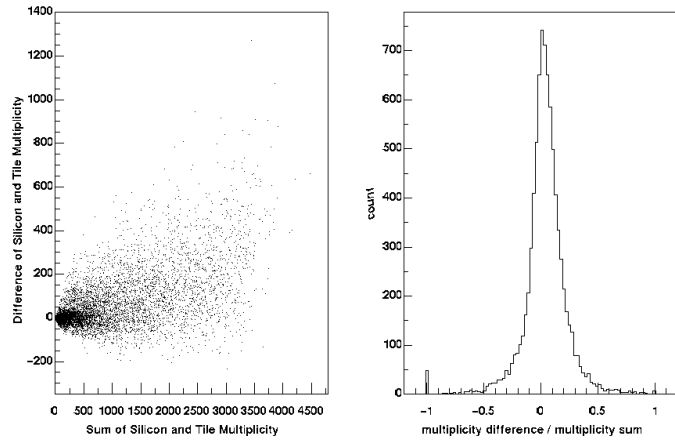 1400
1200
1000
800
600
400
200
0
−200
0 500 1000 1500 2000 2500 3000 3500 4000 4500
Difference of Silicon and Tile Multiplicity
Sum of Silicon and Tile Multiplicity
700
600
500
400
300
200
100
0
−1 −0.5 0 0.5 1
count
multiplicity difference / multiplicity sum